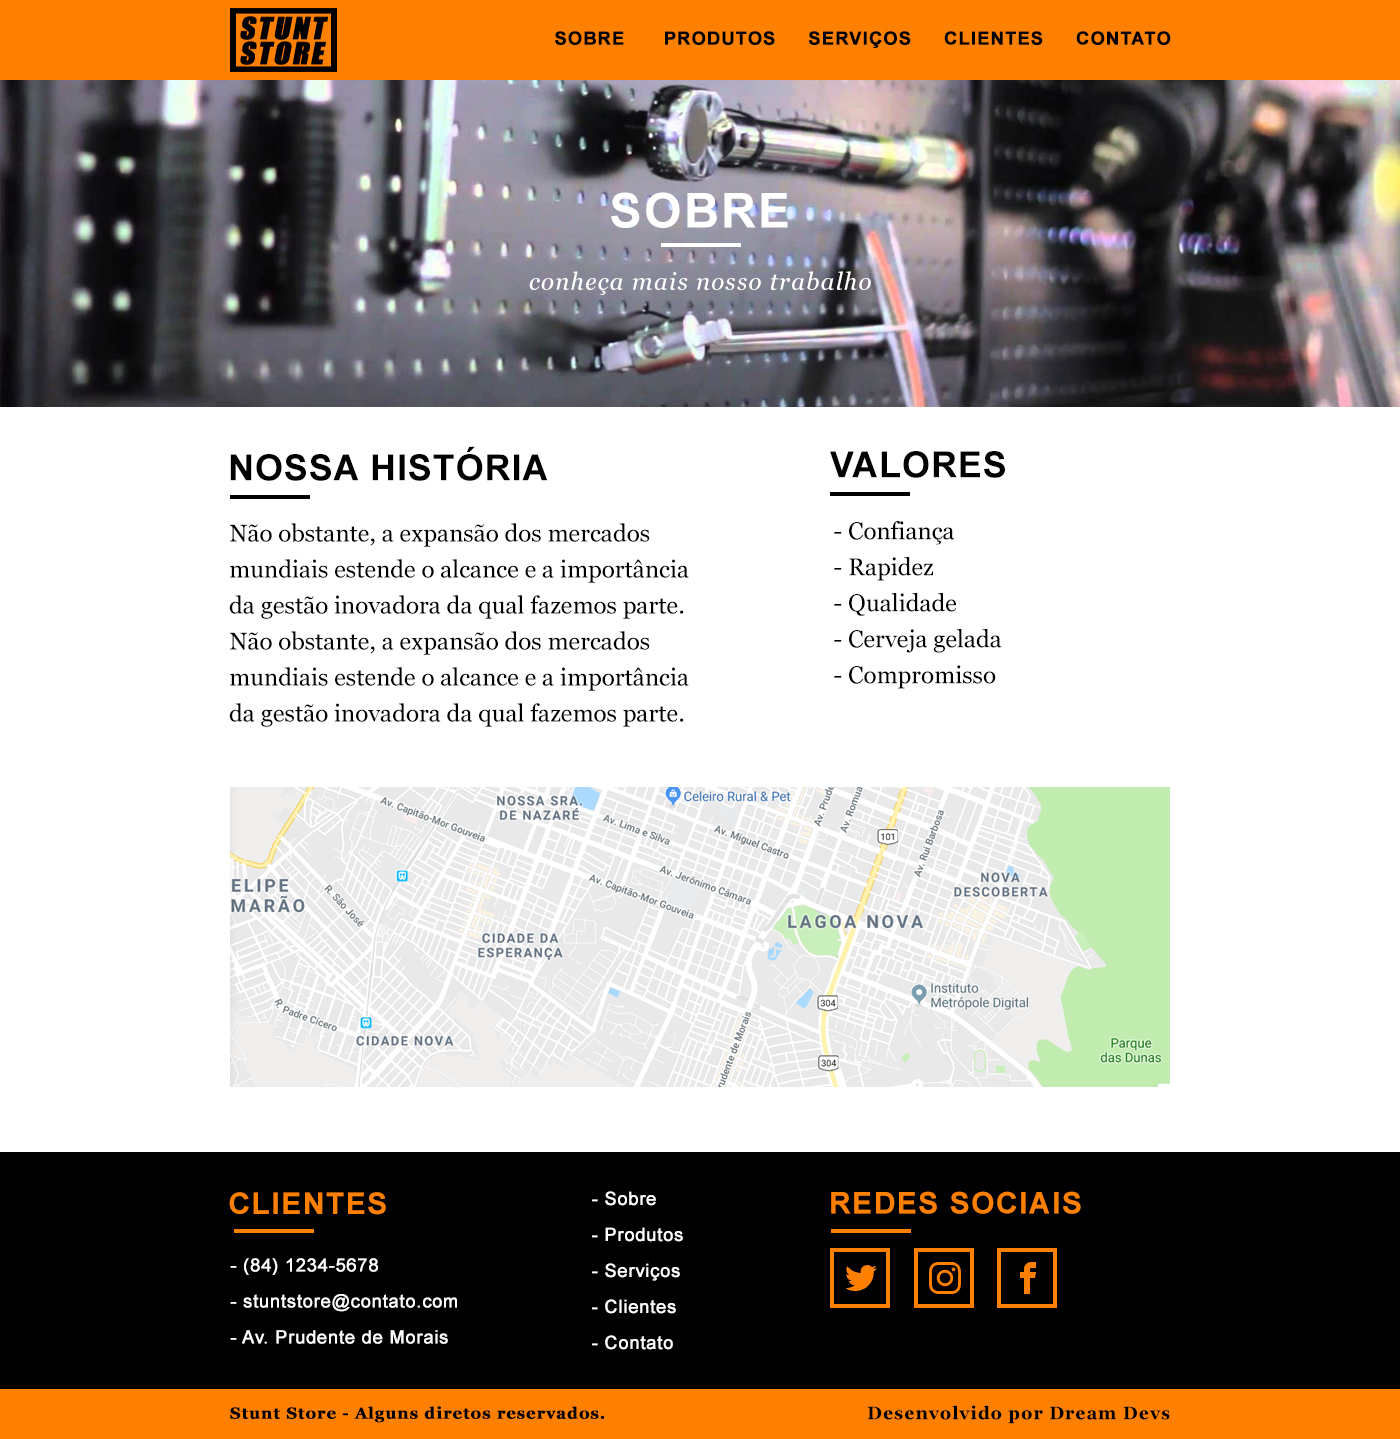 STUNT
STORE
SOBRE PRODUTOS SERVIÇOS CLIENTES CONTATO
SOBRE
conheça mais nosso trabalho
NOSSA HISTÓRIA
Não obstante, a expansão dos mercados
mundiais estende o alcance e a importância
da gestão inovadora da qual fazemos parte.
Não obstante, a expansão dos mercados
mundiais estende o alcance e a importância
da gestão inovadora da qual fazemos parte.
VALORES
- Confiança
- Rapidez
- Qualidade
- Cerveja gelada
- Compromisso
Av. Capitão-Mor Gouveia
NOSSA SRA.
DE NAZARÉ
Celeiro Rural & Pet
Av. Lima e Silva
Av. Miguel Castro
Av. Prude
Av. Romua
101
Av. Rui Barbosa
ELIPE
MARÃO
R. São José
Av. Capitão-Mor Gouveia
Av. Jerônimo Câmara
NOVA
DESCOBERTA
LAGOA NOVA
CIDADE DA
ESPERANÇA
Instituto
Metrópole Digital
304
R. Padre Cícero
CIDADE NOVA
rudente de Morais
304
Parque
das Dunas
CLIENTES
- (84) 1234-5678
- stuntstore@contato.com
- Av. Prudente de Morais
- Sobre
- Produtos
- Serviços
- Clientes
- Contato
REDES SOCIAIS
Stunt Store - Alguns diretos reservados.
Desenvolvido por Dream Devs